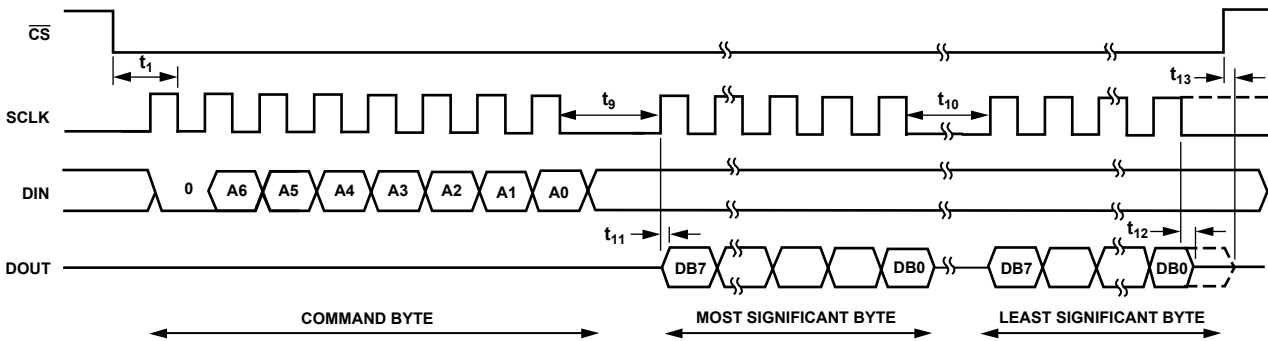 CS
t1
t13
SCLK
t9
t10
DIN
0 A6 A5 A4 A3 A2 A1 A0
t11
t12
DOUT
DB7 DB0 DB7 DB0
COMMAND BYTE MOST SIGNIFICANT BYTE LEAST SIGNIFICANT BYTE